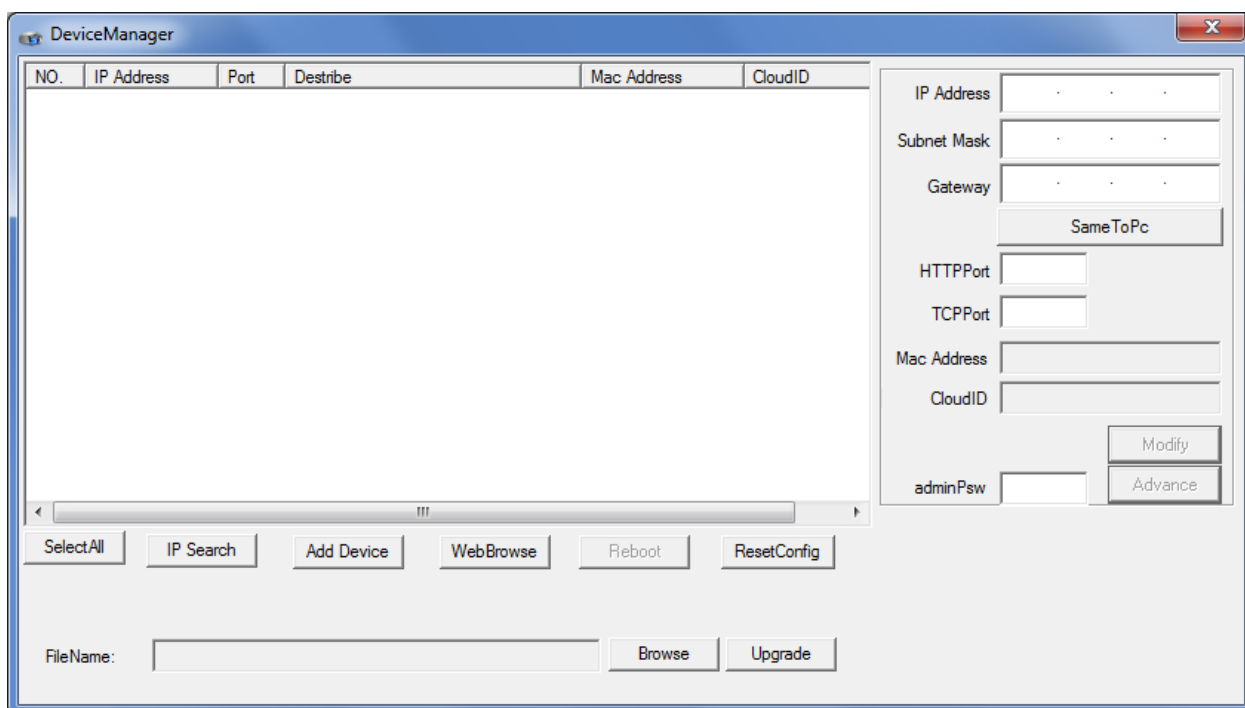 DeviceManager
NO. IP Address Port Destribe Mac Address CloudID
IP Address
Subnet Mask
Gateway
SameToPc
HTTPPort
TCPPort
Mac Address
CloudID
Modify
adminPsw Advance
SelectAll IP Search Add Device WebBrowse Reboot ResetConfig
FileName: Browse Upgrade